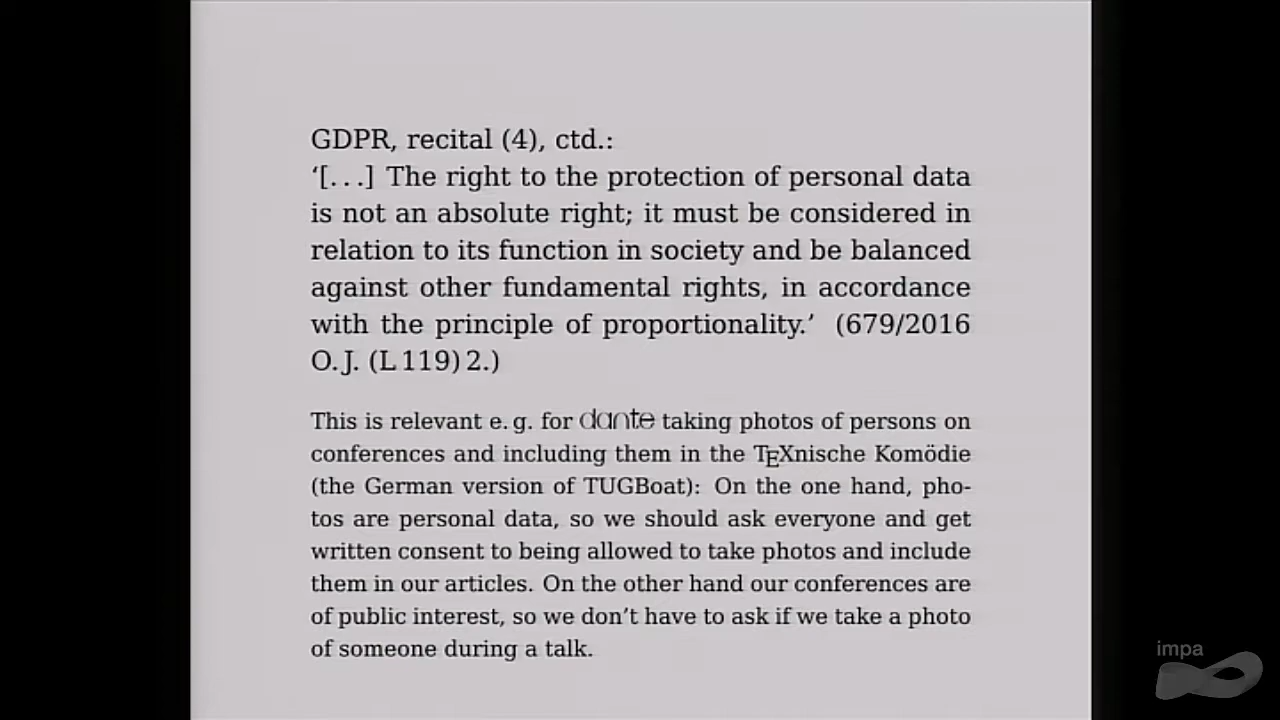 GDPR, recital (4), ctd.:
‘[...] The right to the protection of personal data
is not an absolute right; it must be considered in
relation to its function in society and be balanced
against other fundamental rights, in accordance
with the principle of proportionality.’ (679/2016
O. J. (L 119) 2.)
This is relevant e. g. for dante taking photos of persons on
conferences and including them in the TEXnische Komödie
(the German version of TUGBoat): On the one hand, pho-
tos are personal data, so we should ask everyone and get
written consent to being allowed to take photos and include
them in our articles. On the other hand our conferences are
of public interest, so we don’t have to ask if we take a photo
of someone during a talk.
impa